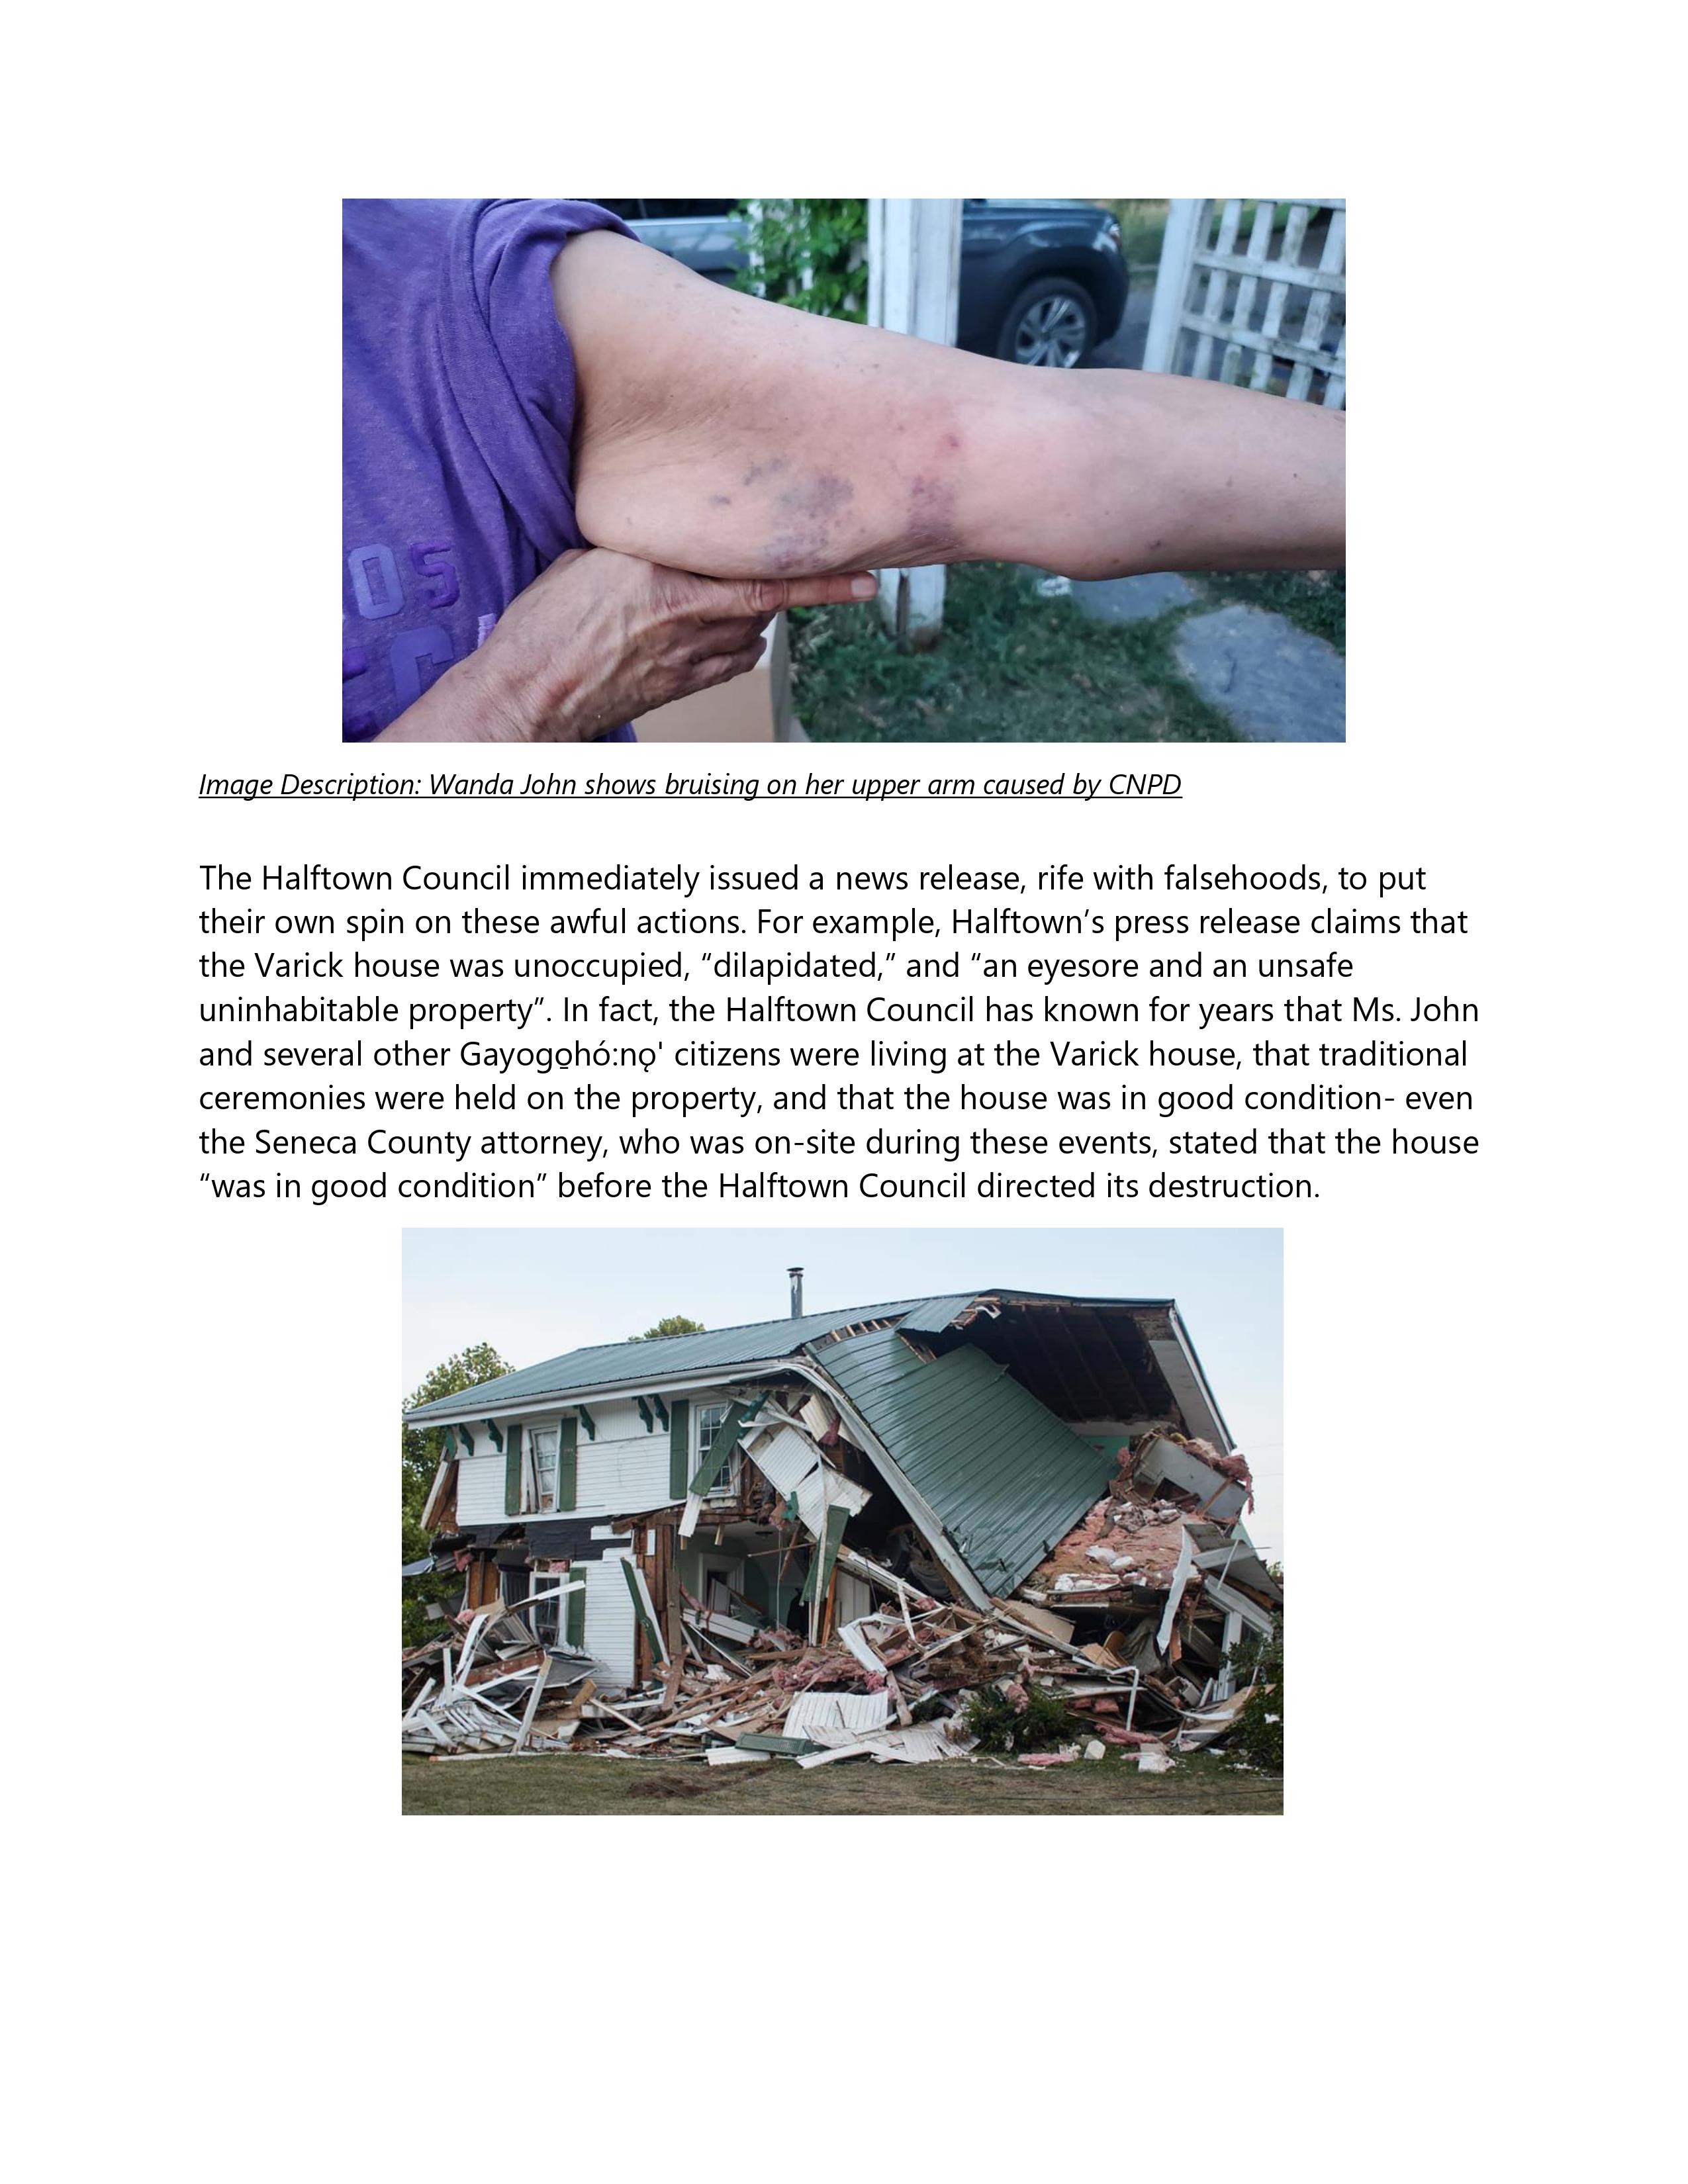 OS
Image Description: Wanda John shows bruising on her upper arm caused by CNPD
The Halftown Council immediately issued a news release, rife with falsehoods, to put
their own spin on these awful actions. For example, Halftown’s press release claims that
the Varick house was unoccupied, “dilapidated,” and “an eyesore and an unsafe
uninhabitable property”. In fact, the Halftown Council has known for years that Ms. John
and several other Gayogo̱hó:nǫ' citizens were living at the Varick house, that traditional
ceremonies were held on the property, and that the house was in good condition- even
the Seneca County attorney, who was on-site during these events, stated that the house
“was in good condition” before the Halftown Council directed its destruction.